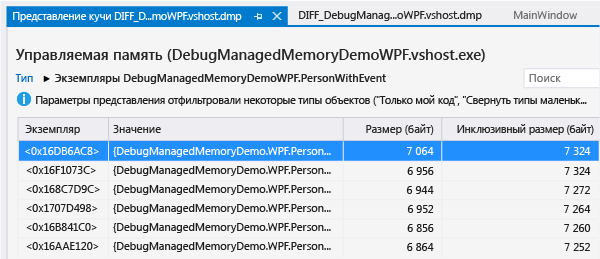 Представление кучи DIFF_D...moWPF.vshost.dmp DIFF_DebugManag...oWPF.vshost.dmp MainWindow
Управляемая память (DebugManagedMemoryDemoWPF.vshost.exe)
Тип ▸ Экземпляры DebugManagedMemoryDemoWPF.PersonWithEvent Поиск
Параметры представления отфильтровали некоторые типы объектов ("Только мой код", "Свернуть типы маленьк...
Экземпляр Значение Размер (байт) Инклюзивный размер (байт)
<0x16DB6AC8> {DebugManagedMemoryDemo.WPF.Person... 7 064 7 324
<0x16F1073C> {DebugManagedMemoryDemo.WPF.Person... 6 956 7 324
<0x168C7D9C> {DebugManagedMemoryDemo.WPF.Person... 6 944 7 272
<0x1707D498> {DebugManagedMemoryDemo.WPF.Person... 6 952 7 264
<0x16B841C0> {DebugManagedMemoryDemo.WPF.Person... 6 856 7 260
<0x16AAE120> {DebugManagedMemoryDemo.WPF.Person... 6 864 7 252